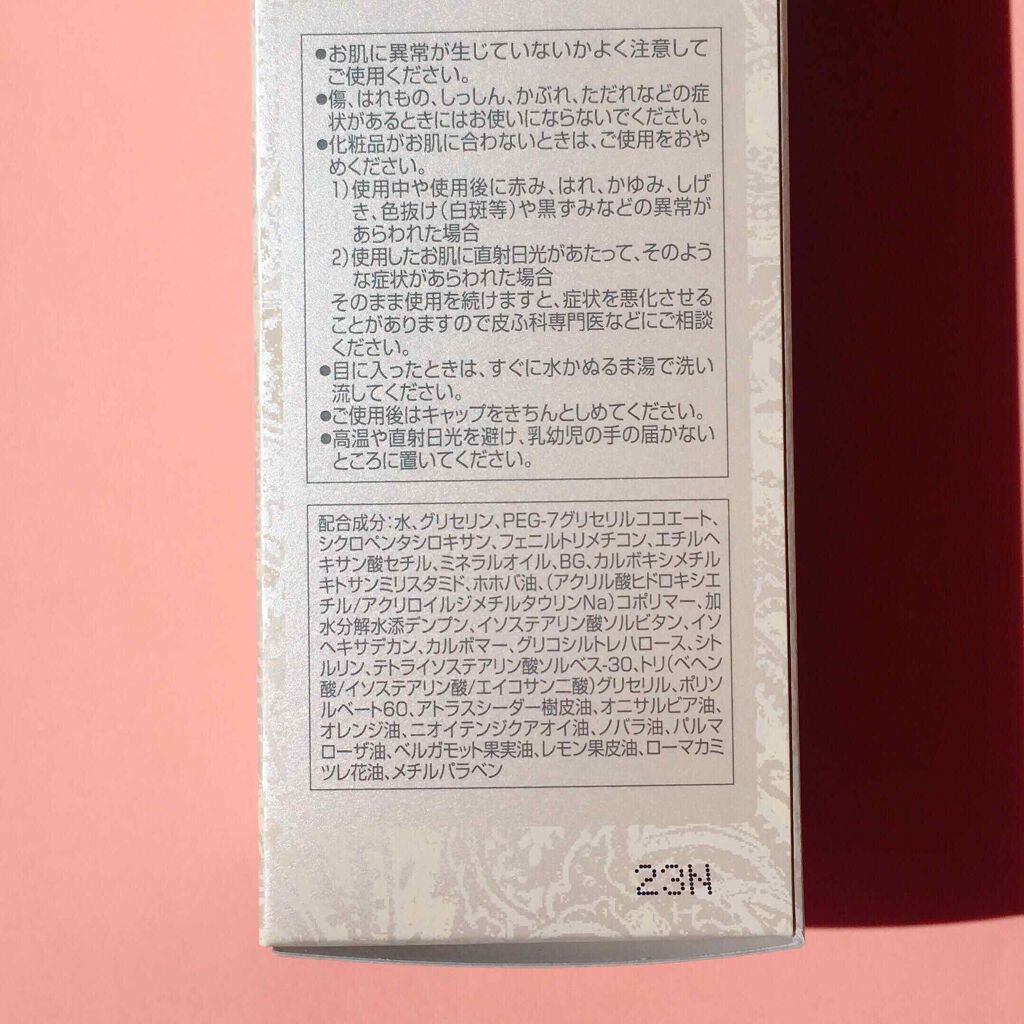 ●お肌に異常が生じていないかよく注意して
ご使用ください。
●傷、はれもの、しっしん、かぶれ、ただれなどの症
状があるときにはお使いにならないでください。
●化粧品がお肌に合わないときは、ご使用をおや
めください。
1)使用中や使用後に赤み、はれ、かゆみ、しげ
き、色抜け(白斑等)や黒ずみなどの異常が
あらわれた場合
2)使用したお肌に直射日光があたって、そのよう
な症状があらわれた場合
そのまま使用を続けますと、症状を悪化させる
ことがありますので皮ふ科専門医などにご相談
ください。
●目に入ったときは、すぐに水かぬるま湯で洗い
流してください。
●ご使用後はキャップをきちんとしめてください。
●高温や直射日光を避け、乳幼児の手の届かない
ところに置いてください。
配合成分:水、グリセリン、PEG-7グリセリルココエート、
シクロペンタシロキサン、フェニルトリメチコン、エチルヘ
キサン酸セチル、ミネラルオイル、BG、カルボキシメチル
キトサンミリスタミド、ホホバ油、(アクリル酸ヒドロキシエ
チル/アクリロイルジメチルタウリンNa)コポリマー、加
水分解水添デンプン、イソステアリン酸ソルビタン、イソ
ヘキサデカン、カルボマー、グリコシルトレハロース、シト
ルリン、テトライソステアリン酸ソルベス-30、トリ(ベヘン
酸/イソステアリン酸/エイコサン二酸)グリセリル、ポリソ
ルベート60、アトラスシーダー樹皮油、オニサルビア油、
オレンジ油、ニオイテンジクアオイ油、ノバラ油、パルマ
ローザ油、ベルガモット果実油、レモン果皮油、ローマカミ
ツレ花油、メチルパラベン
23N